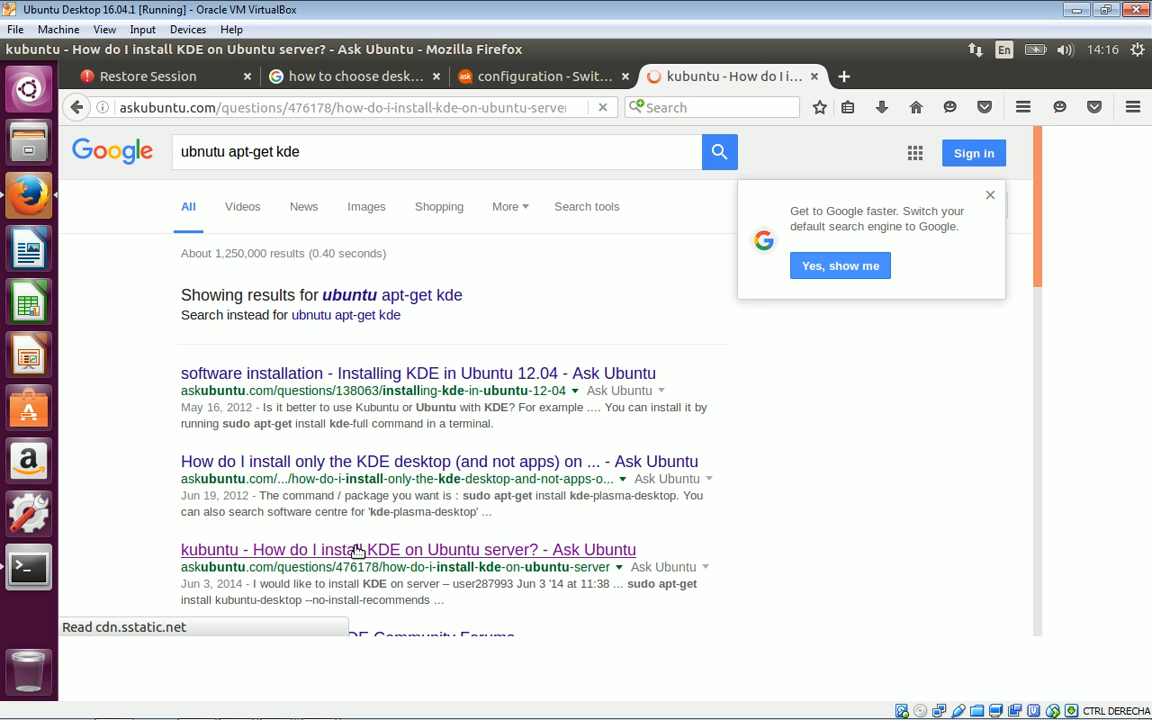 Ubuntu Desktop 16.04.1 [Running] - Oracle VM VirtualBox
File Machine View Input Devices Help
kubuntu - How do I install KDE on Ubuntu server? - Ask Ubuntu - Mozilla Firefox
En 14:16
Restore Session × how to choose desk... × configuration - Swit... × kubuntu - How do I i... ×
askubuntu.com/questions/476178/how-do-i-install-kde-on-ubuntu-server Search
Google ubnutu apt-get kde Sign in
All Videos News Images Shopping More Search tools
Get to Google faster. Switch your
default search engine to Google.
Yes, show me
About 1,250,000 results (0.40 seconds)
Showing results for ubuntu apt-get kde
Search instead for ubnutu apt-get kde
software installation - Installing KDE in Ubuntu 12.04 - Ask Ubuntu
askubuntu.com/questions/138063/installing-kde-in-ubuntu-12-04 Ask Ubuntu
May 16, 2012 - Is it better to use Kubuntu or Ubuntu with KDE? For example .... You can install it by
running sudo apt-get install kde-full command in a terminal.
How do I install only the KDE desktop (and not apps) on ... - Ask Ubuntu
askubuntu.com/.../how-do-i-install-only-the-kde-desktop-and-not-apps-o... Ask Ubuntu
Jun 19, 2012 - The command / package you want is : sudo apt-get install kde-plasma-desktop. You
can also search software centre for 'kde-plasma-desktop' ...
kubuntu - How do I install KDE on Ubuntu server? - Ask Ubuntu
askubuntu.com/questions/476178/how-do-i-install-kde-on-ubuntu-server Ask Ubuntu
Jun 3, 2014 - I would like to install KDE on server – user287993 Jun 3 '14 at 11:38 ... sudo apt-get
install kubuntu-desktop --no-install-recommends ...
Read cdn.sstatic.net
KDE Community Forums
CTRL DERECHA